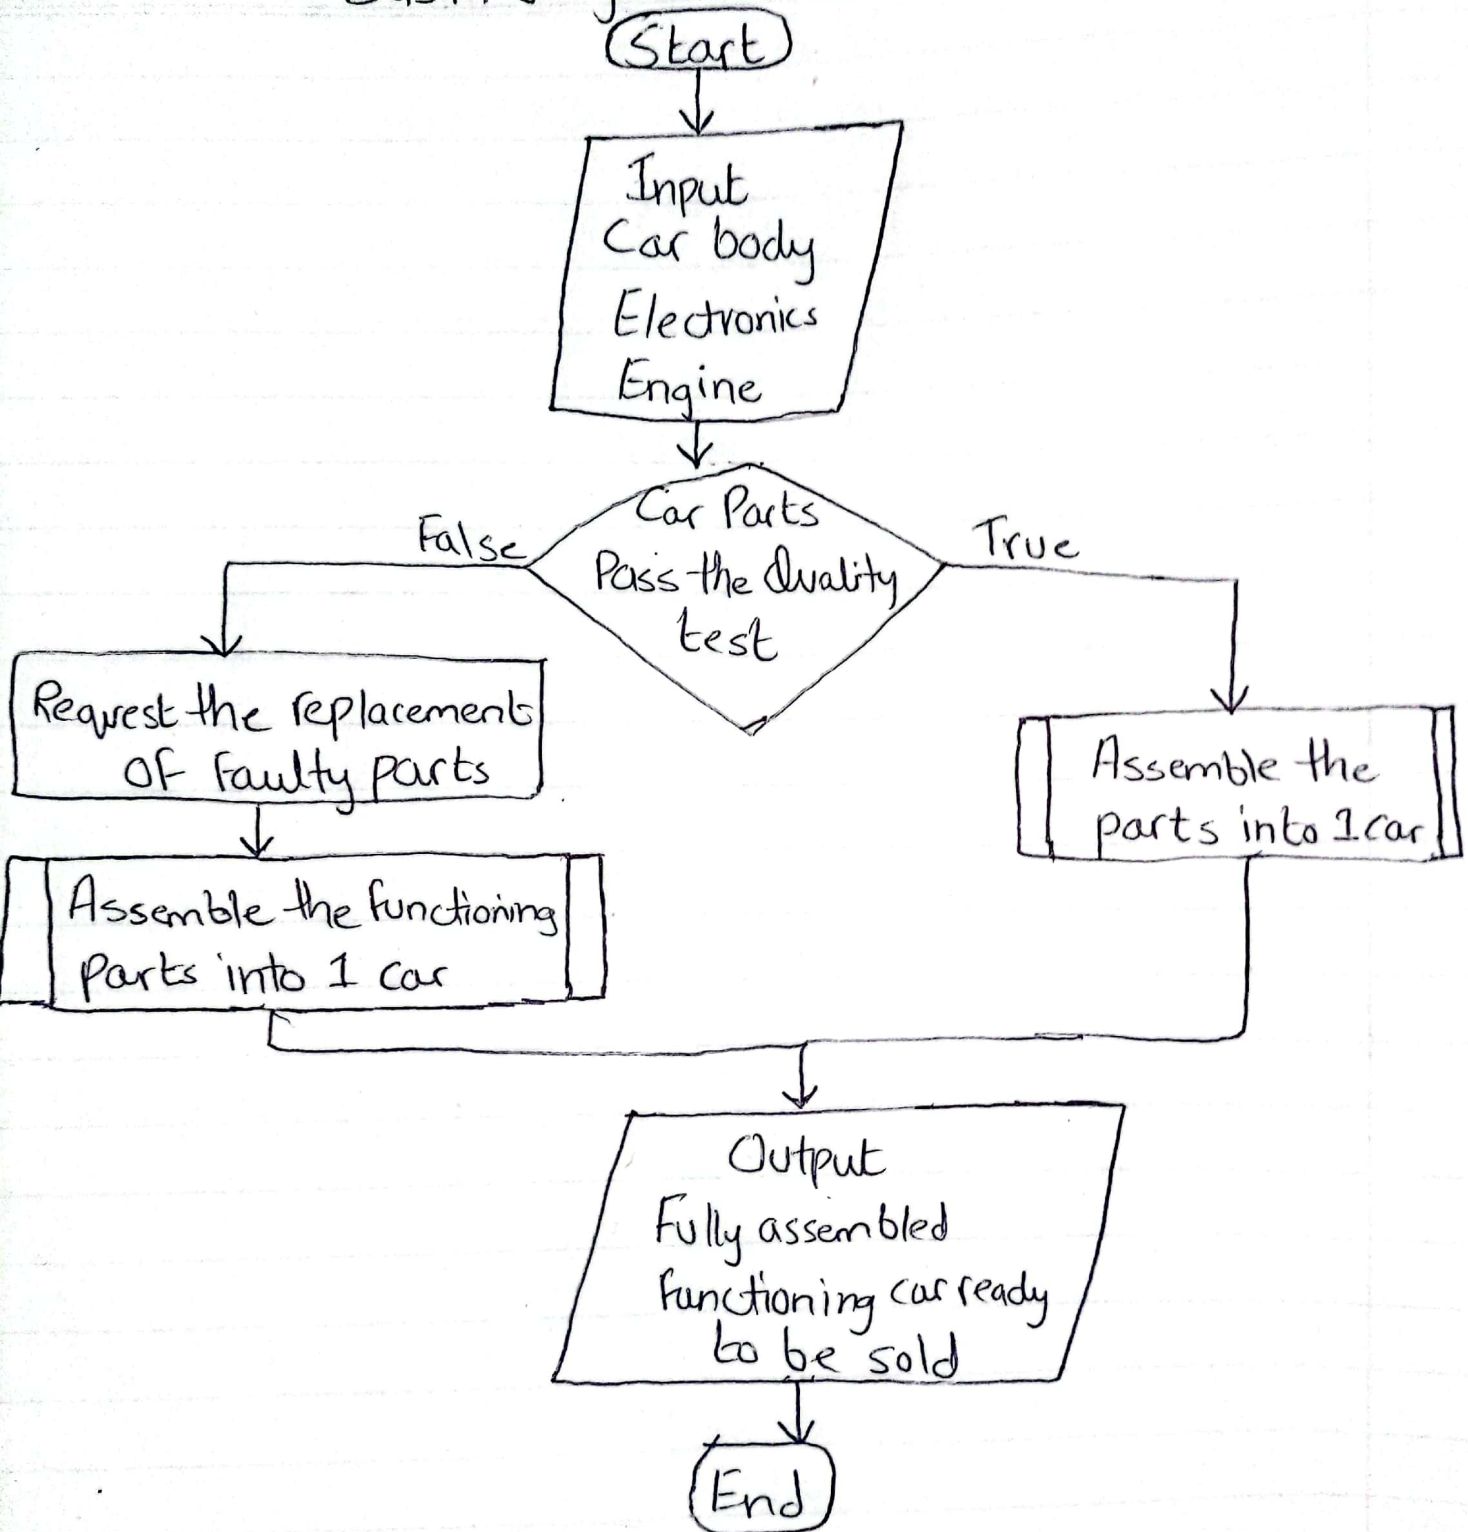 Start
Input
Car body
Electronics
Engine
Car Parts
Pass the Quality
test
False
True
Request the replacement
of faulty parts
Assemble the
parts into 1 car
Assemble the functioning
Parts into 1 car
Output
Fully assembled
functioning car ready
to be sold
End